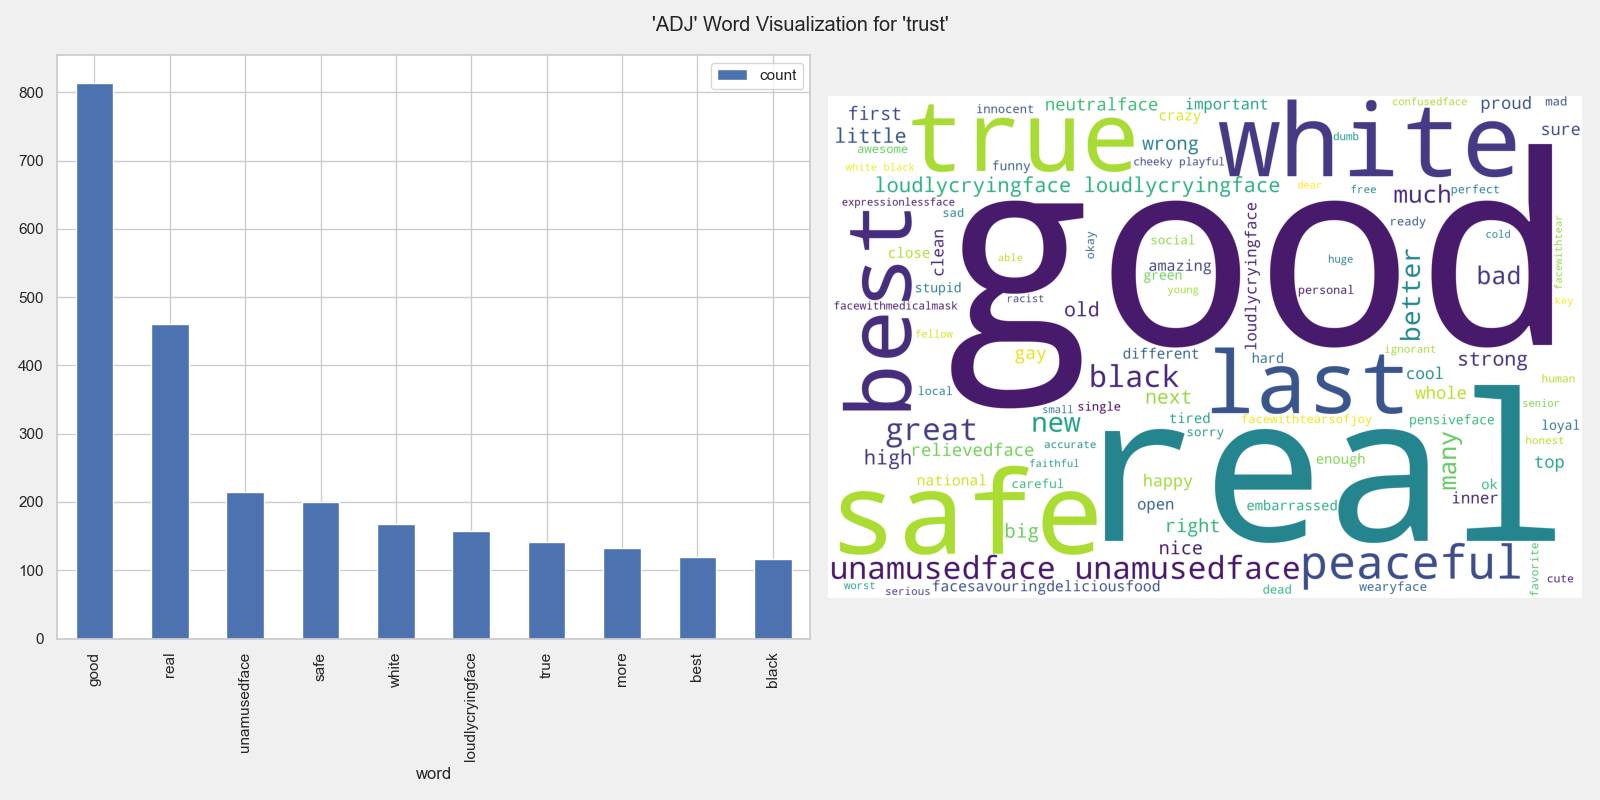 'ADJ' Word Visualization for 'trust'
count
800
700
600
500
400
300
200
100
0
good
real
unamusedface
safe
white
loudlycryingface
true
more
best
black
word
first
innocent
neutralface
important
confusedface
proud
mad
little
true
crazy
white
sure
awesome
wrong
dumb
white black
funny
cheeky playful
loudlycryingface loudlycryingface
dear
free
much
perfect
expressionlessface
sad
good
ready
best
clean
okay
social
loudlycryingface
cold
facewithtear
close
able
amazing
huge
better
bad
green
stupid
young
personal
facewithmedicalmask
racist
old
key
fellow
gay
different
hard
ignorant
strong
black
last
cool
human
local
next
whole
small
single
senior
great
new
tired
facewithtearsofjoy
pensiveface
loyal
sorry
real
many
honest
high
relievedface
accurate
enough
top
faithful
national
careful
happy
ok
safe
open
embarrassed
inner
big
right
nice
unamusedface unamusedface
peaceful
favorite
cute
worst
serious
facesavouringdeliciousfood
dead
wearyface